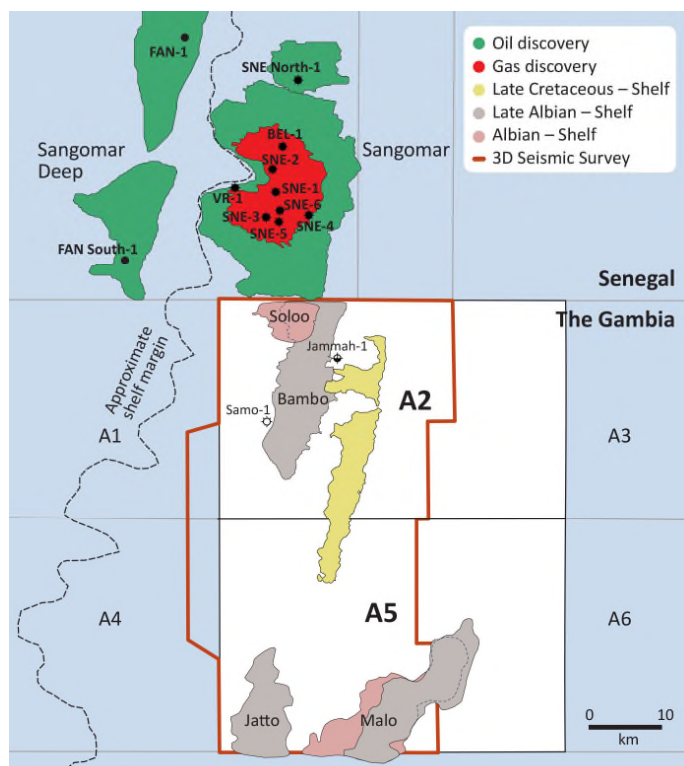 FAN-1
SNE North-1
Oil discovery
Gas discovery
Late Cretaceous – Shelf
Late Albian – Shelf
Albian – Shelf
3D Seismic Survey
BEL-1
Sangomar
Deep
SNE-2
Sangomar
VR-1
SNE-1
SNE-6
SNE-3
SNE-4
SNE-5
FAN South-1
Senegal
The Gambia
Approximate
shelf margin
Soloo
Jammah-1
Bambo
A2
Samo-1
A1
A3
A4
A5
A6
Jatto
Malo
0
10
km